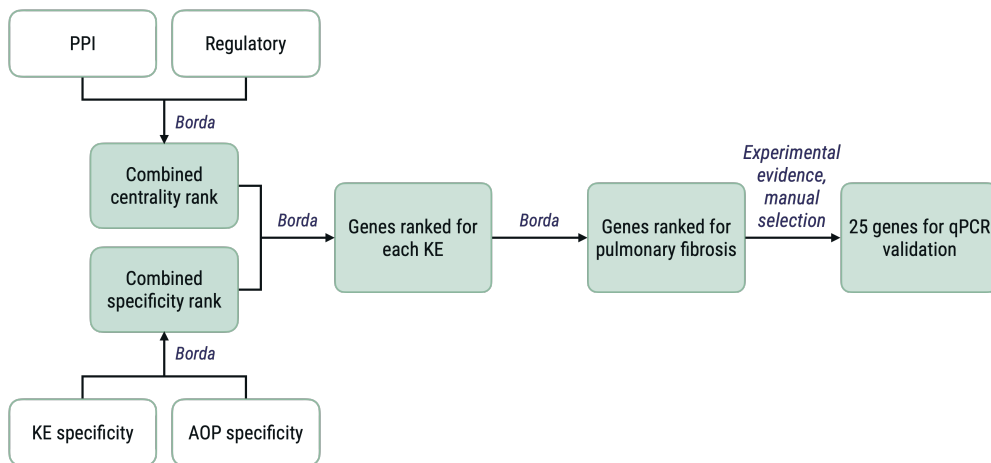 PPI
Regulatory
Borda
Combined
centrality rank
Combined
specificity rank
Borda
KE specificity
AOP specificity
Borda
Genes ranked for
each KE
Borda
Genes ranked for
pulmonary fibrosis
Experimental
evidence,
manual
selection
25 genes for qPCR
validation